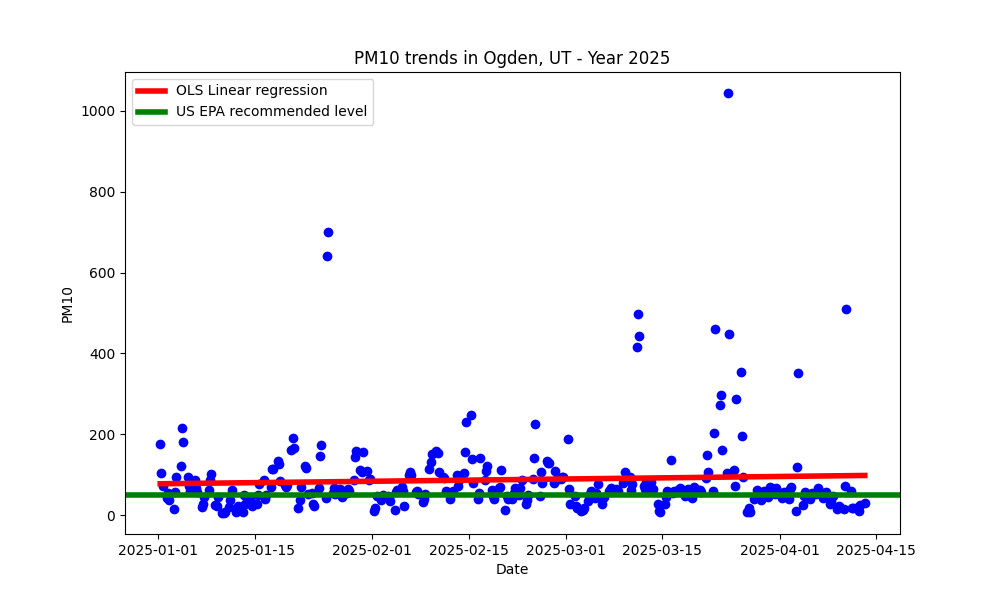 PM10 trends in Ogden, UT - Year 2025
OLS Linear regression
US EPA recommended level
PM10
1000
800
600
400
200
0
2025-01-01 2025-01-15 2025-02-01 2025-02-15 2025-03-01 2025-03-15 2025-04-01 2025-04-15
Date